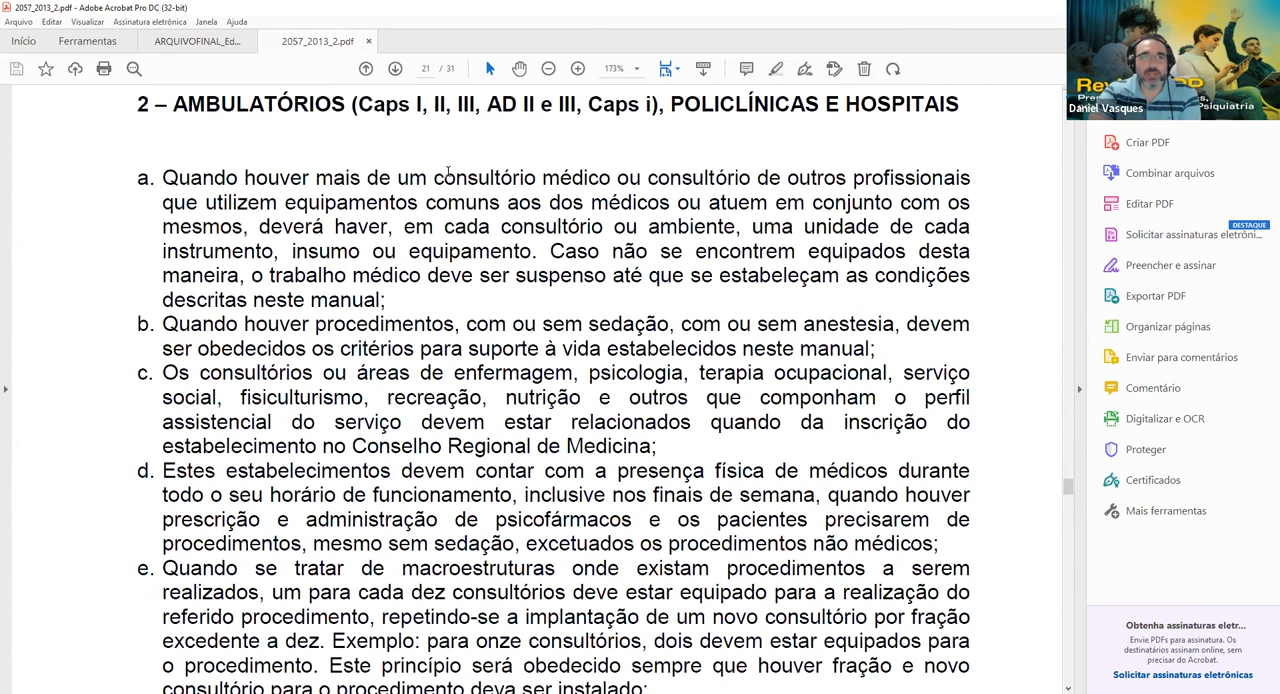 2057_2013_2.pdf - Adobe Acrobat Pro DC (32-bit)
Arquivo Editar Visualizar Assinatura eletrônica Janela Ajuda
Início Ferramentas ARQUIVOFINAL_Ed... 2057_2013_2.pdf ×
21 / 31 173%
2 – AMBULATÓRIOS (Caps I, II, III, AD II e III, Caps i), POLICLÍNICAS E HOSPITAIS
a. Quando houver mais de um consultório médico ou consultório de outros profissionais
que utilizem equipamentos comuns aos dos médicos ou atuem em conjunto com os
mesmos, deverá haver, em cada consultório ou ambiente, uma unidade de cada
instrumento, insumo ou equipamento. Caso não se encontrem equipados desta
maneira, o trabalho médico deve ser suspenso até que se estabeleçam as condições
descritas neste manual;
b. Quando houver procedimentos, com ou sem sedação, com ou sem anestesia, devem
ser obedecidos os critérios para suporte à vida estabelecidos neste manual;
c. Os consultórios ou áreas de enfermagem, psicologia, terapia ocupacional, serviço
social, fisiculturismo, recreação, nutrição e outros que componham o perfil
assistencial do serviço devem estar relacionados quando da inscrição do
estabelecimento no Conselho Regional de Medicina;
d. Estes estabelecimentos devem contar com a presença física de médicos durante
todo o seu horário de funcionamento, inclusive nos finais de semana, quando houver
prescrição e administração de psicofármacos e os pacientes precisarem de
procedimentos, mesmo sem sedação, excetuados os procedimentos não médicos;
e. Quando se tratar de macroestruturas onde existam procedimentos a serem
realizados, um para cada dez consultórios deve estar equipado para a realização do
referido procedimento, repetindo-se a implantação de um novo consultório por fração
excedente a dez. Exemplo: para onze consultórios, dois devem estar equipados para
o procedimento. Este princípio será obedecido sempre que houver fração e novo
consultório para o procedimento deva ser instalado;
Daniel Vasques
Psiquiatria
Criar PDF
Combinar arquivos
Editar PDF
DESTAQUE
Solicitar assinaturas eletrôni...
Preencher e assinar
Exportar PDF
Organizar páginas
Enviar para comentários
Comentário
Digitalizar e OCR
Proteger
Certificados
Mais ferramentas
Obtenha assinaturas eletr...
Envie PDFs para assinatura. Os
destinatários assinam online, sem
precisar do Acrobat.
Solicitar assinaturas eletrônicas